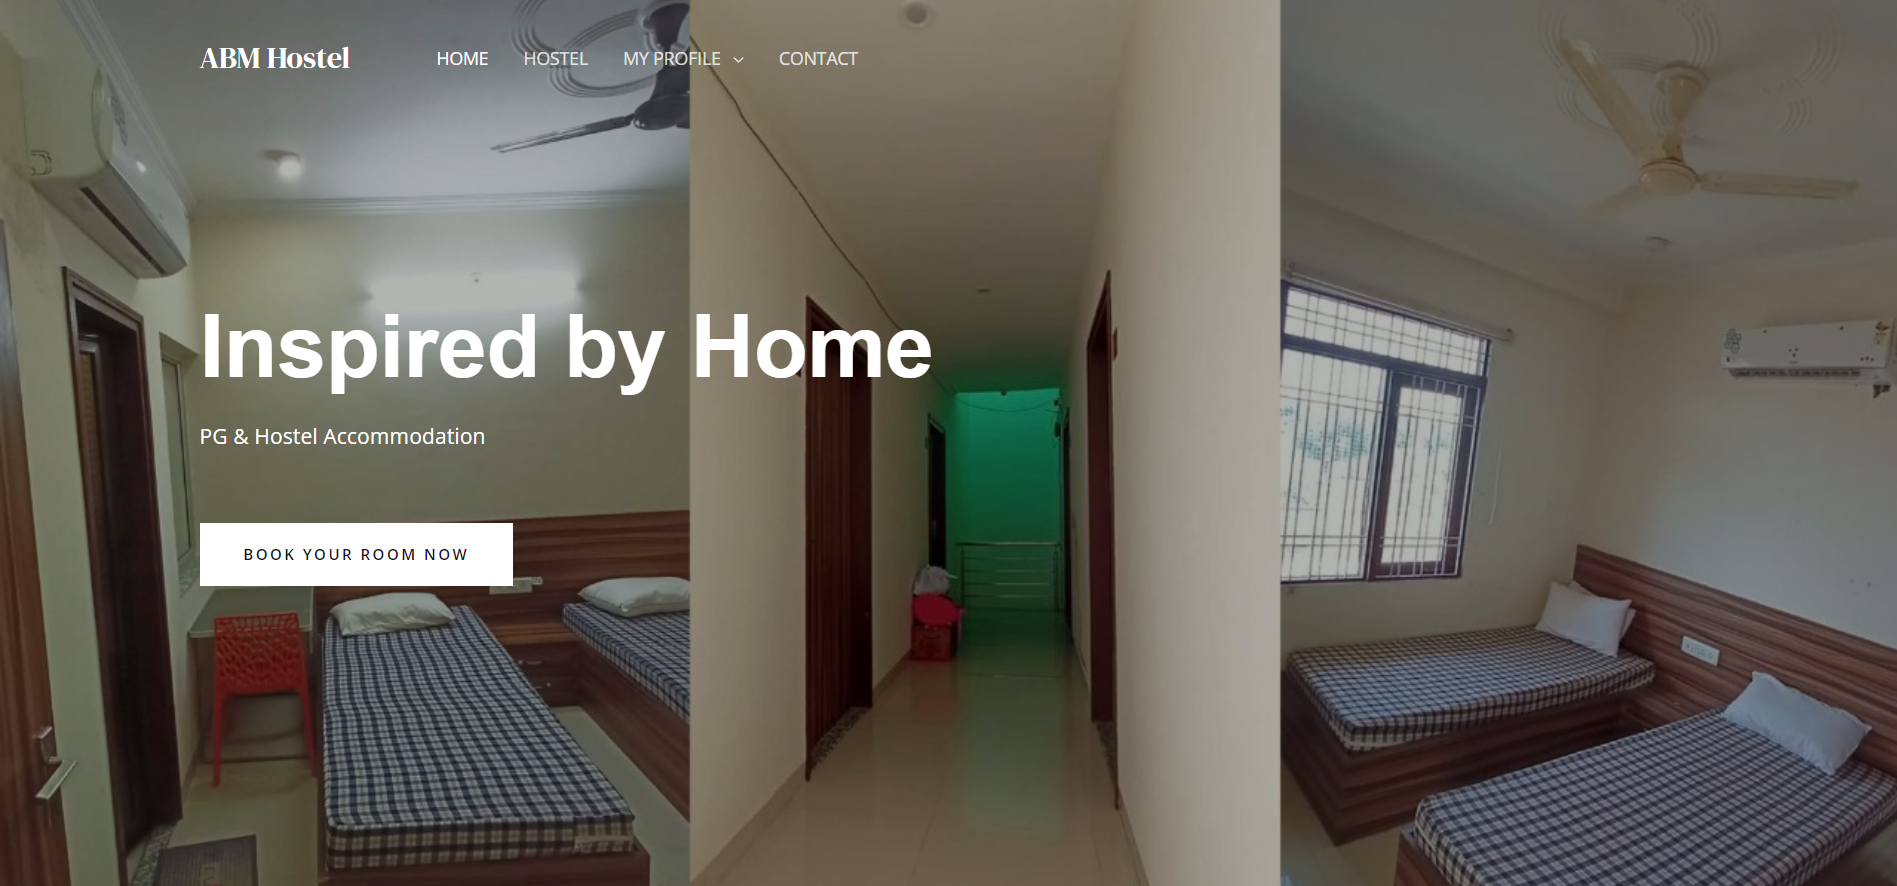 ABM Hostel
HOME HOSTEL MY PROFILE CONTACT
Inspired by Home
PG & Hostel Accommodation
BOOK YOUR ROOM NOW